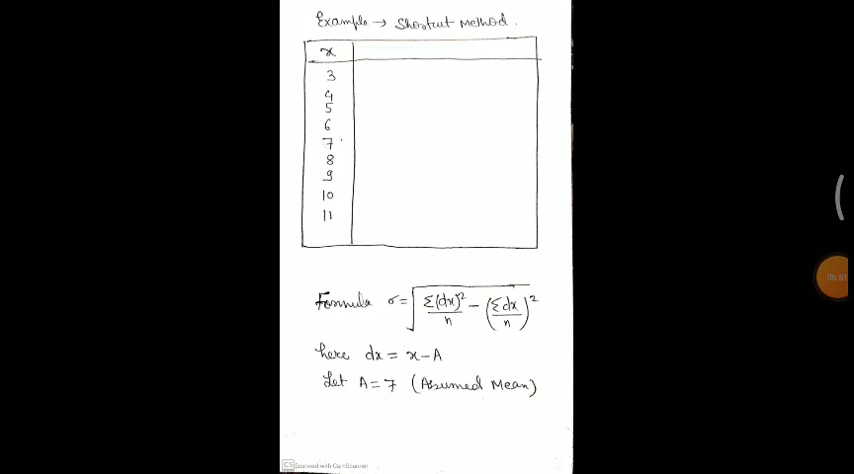 Example → Shortcut Method.
x
3
4
5
6
7
8
9
10
11
Formula σ = √(Σ(dx)²/n − (Σdx/n)²)
here dx = x – A
Let A = 7 (Assumed Mean)
CS Scanned with CamScanner